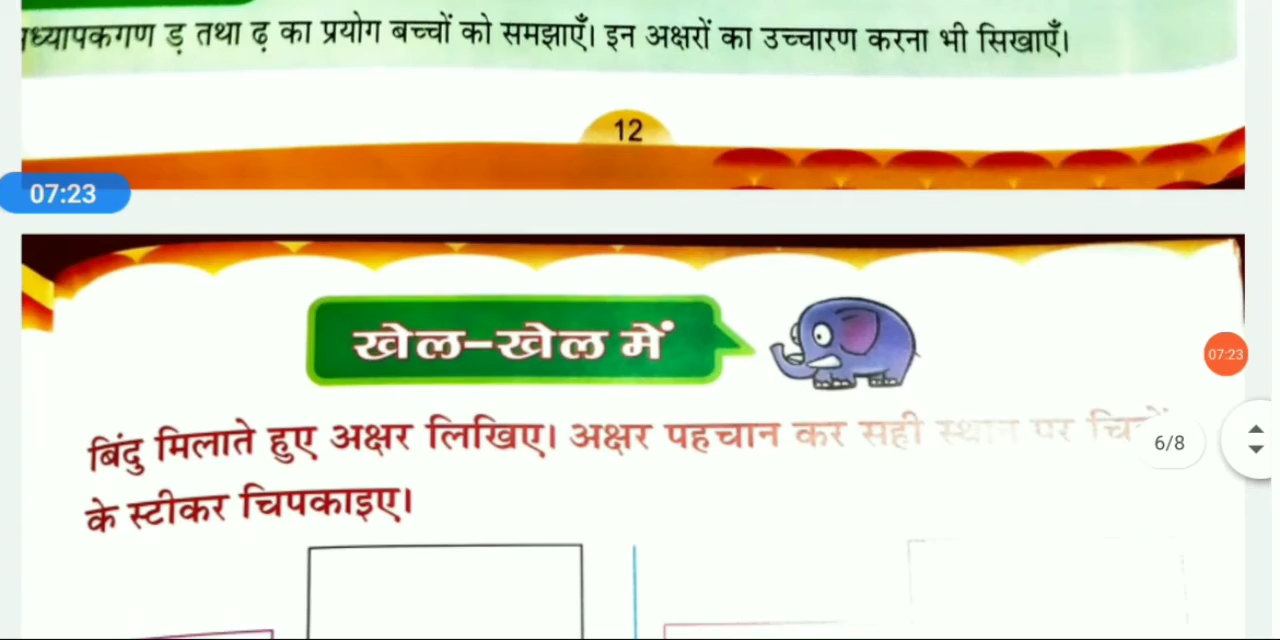 ध्यापकगण ड़ तथा ढ़ का प्रयोग बच्चों को समझाएँ। इन अक्षरों का उच्चारण करना भी सिखाएँ।
12
07:23
खेल-खेल में
07:23
बिंदु मिलाते हुए अक्षर लिखिए। अक्षर पहचान कर सही स्थान पर
6/8
के स्टीकर चिपकाइए।